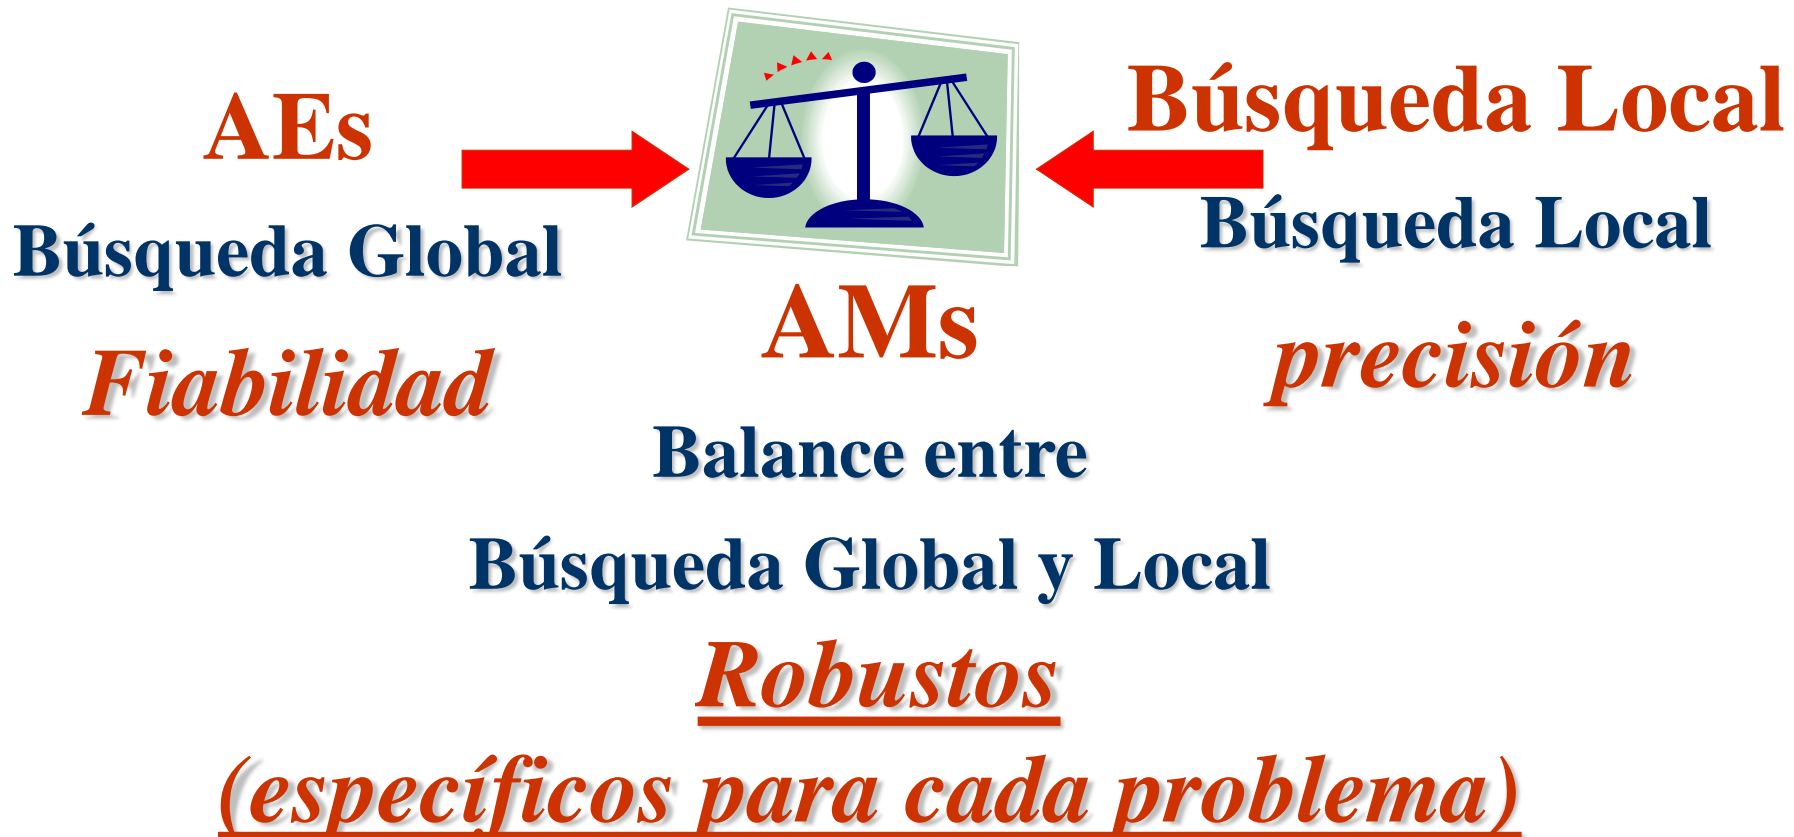 AEs
Búsqueda Global
Fiabilidad
Búsqueda Local
Búsqueda Local
precisión
AMs
Balance entre
Búsqueda Global y Local
Robustos
(específicos para cada problema)